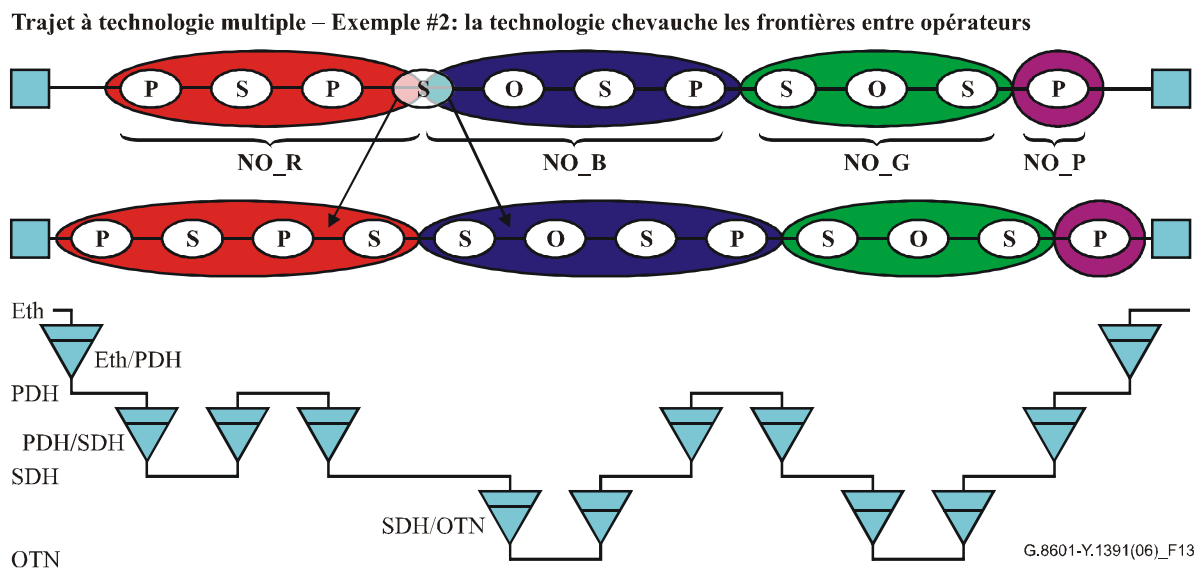 Trajet à technologie multiple – Exemple #2: la technologie chevauche les frontières entre opérateurs
P S P S O S P S O S P
NO_R NO_B NO_G NO_P
P S P S S O S P S O S P
Eth
Eth/PDH
PDH
PDH/SDH
SDH
SDH/OTN
OTN
G.8601-Y.1391(06)_F13